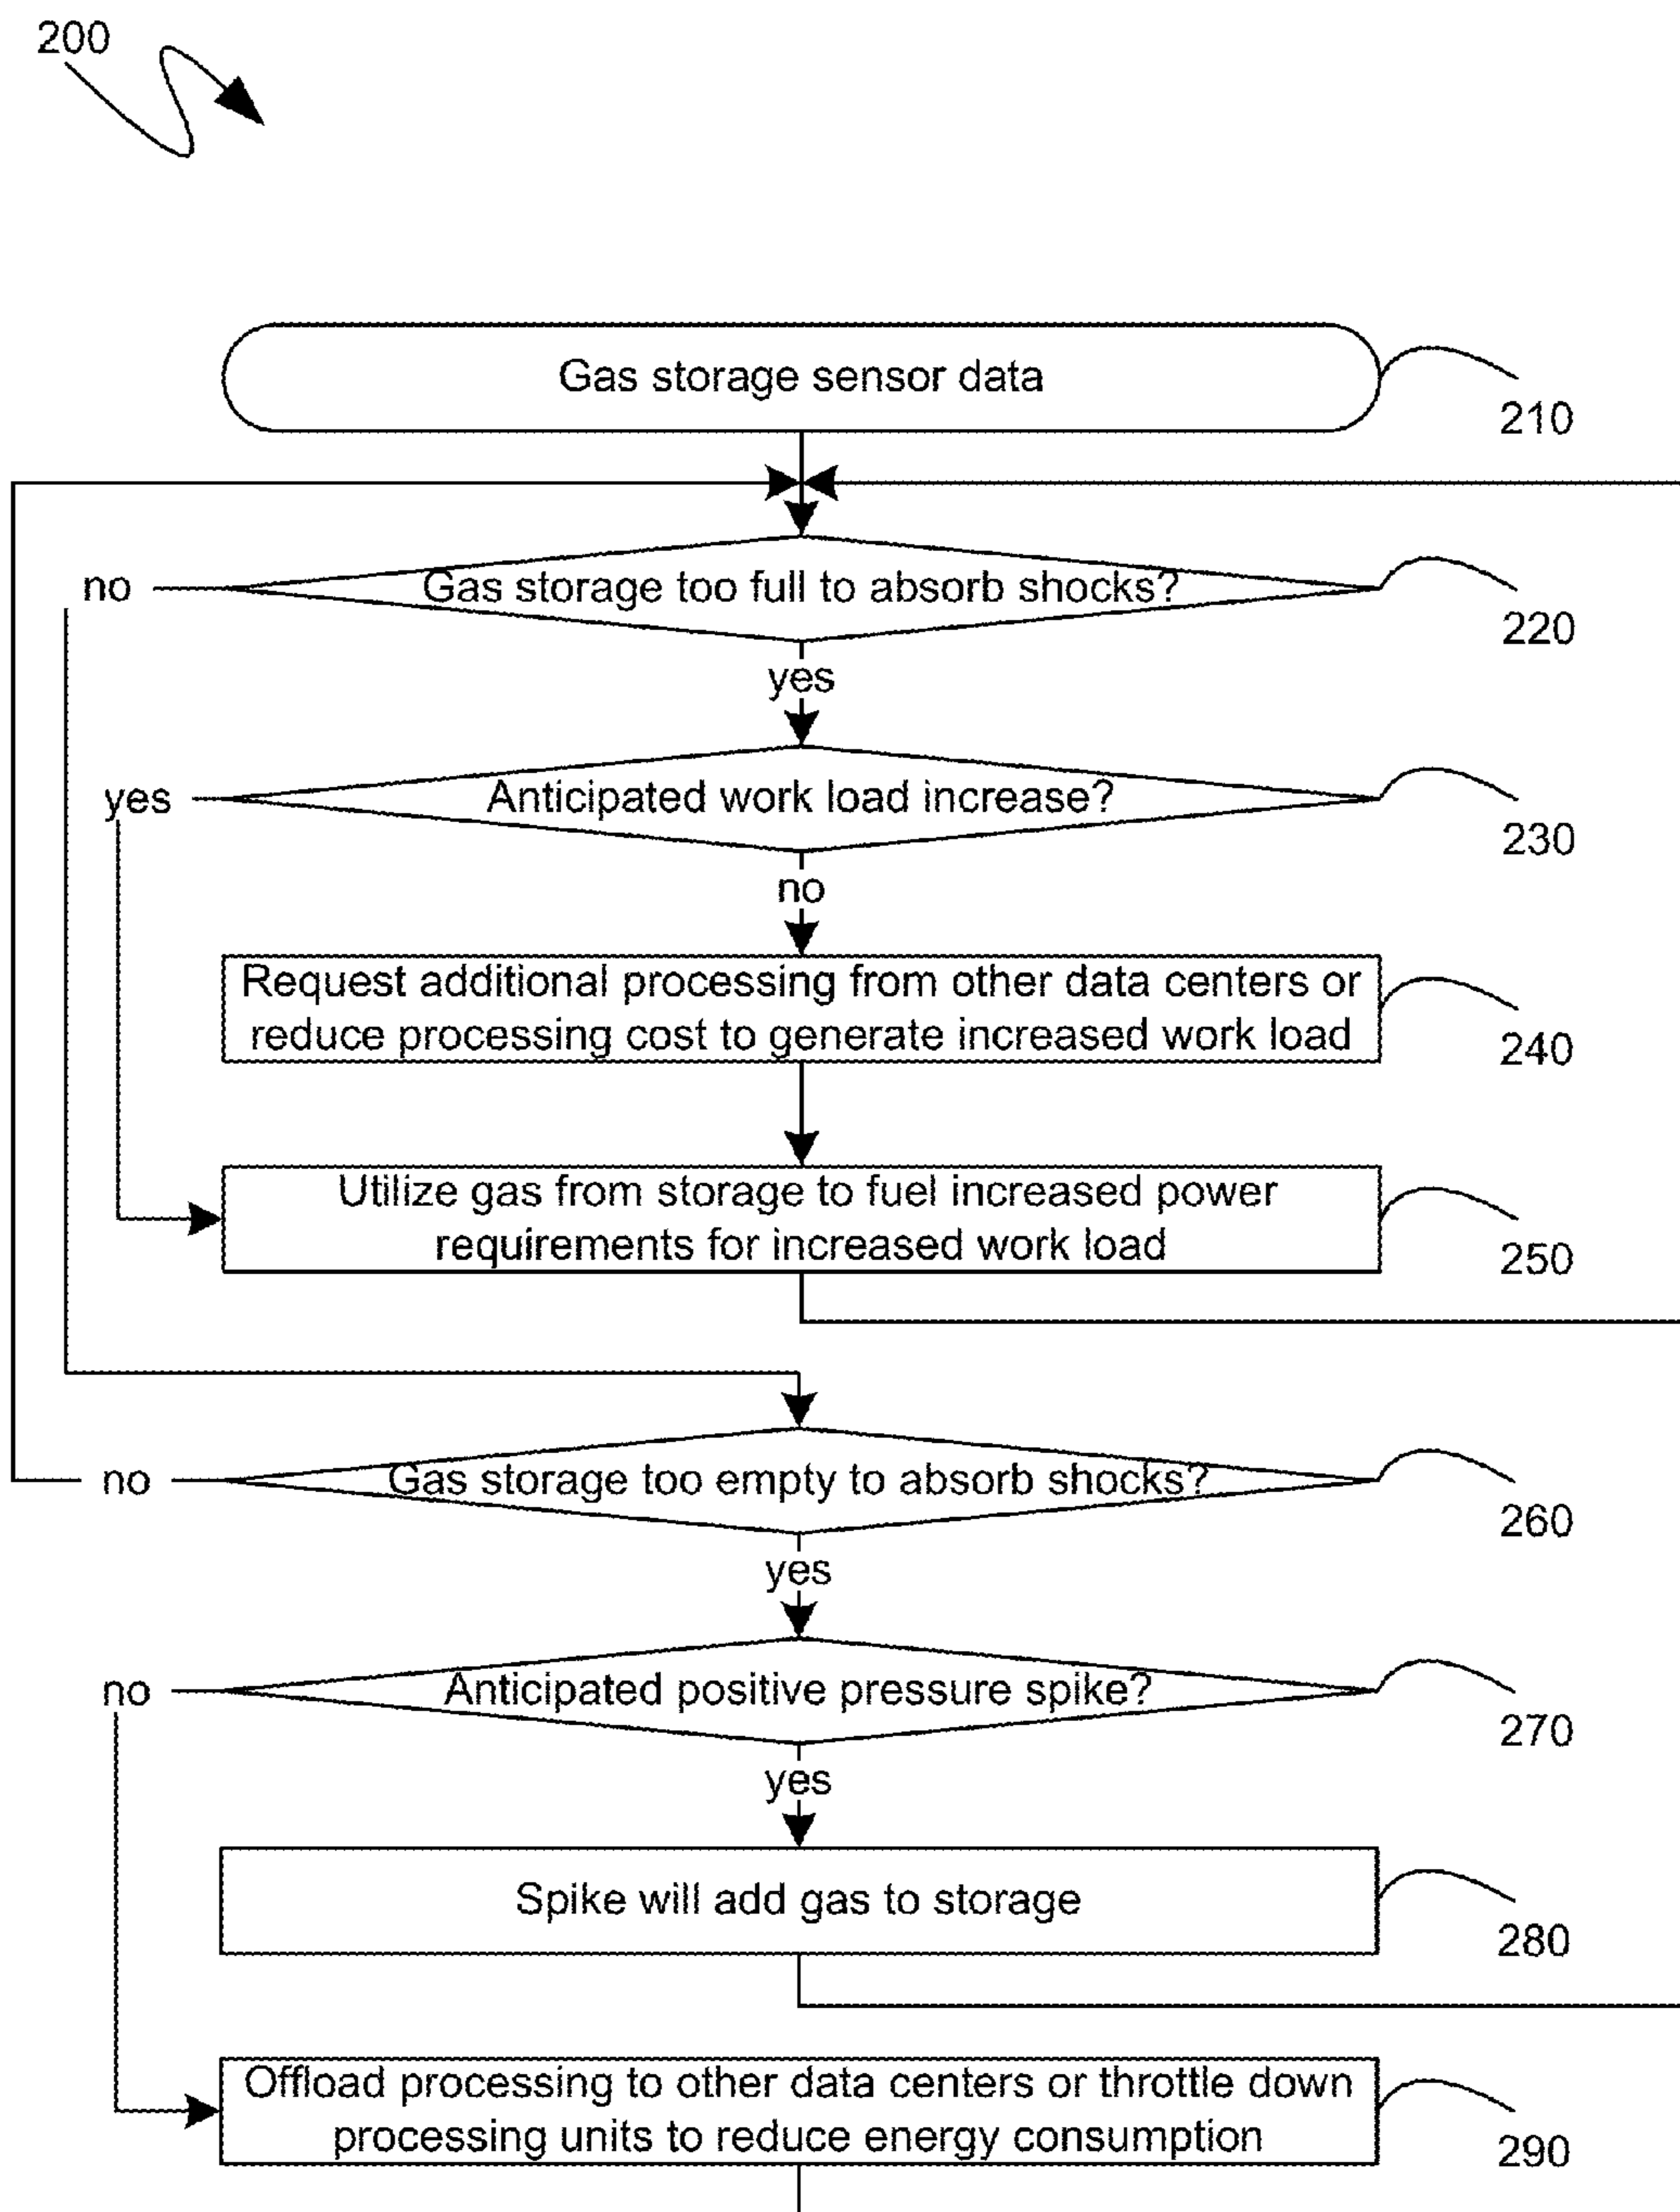 200
Gas storage sensor data
210
Gas storage too full to absorb shocks?
no
220
yes
Anticipated work load increase?
yes
230
no
Request additional processing from other data centers or
reduce processing cost to generate increased work load
240
Utilize gas from storage to fuel increased power
requirements for increased work load
250
Gas storage too empty to absorb shocks?
no
260
yes
Anticipated positive pressure spike?
no
270
yes
Spike will add gas to storage
280
Offload processing to other data centers or throttle down
processing units to reduce energy consumption
290